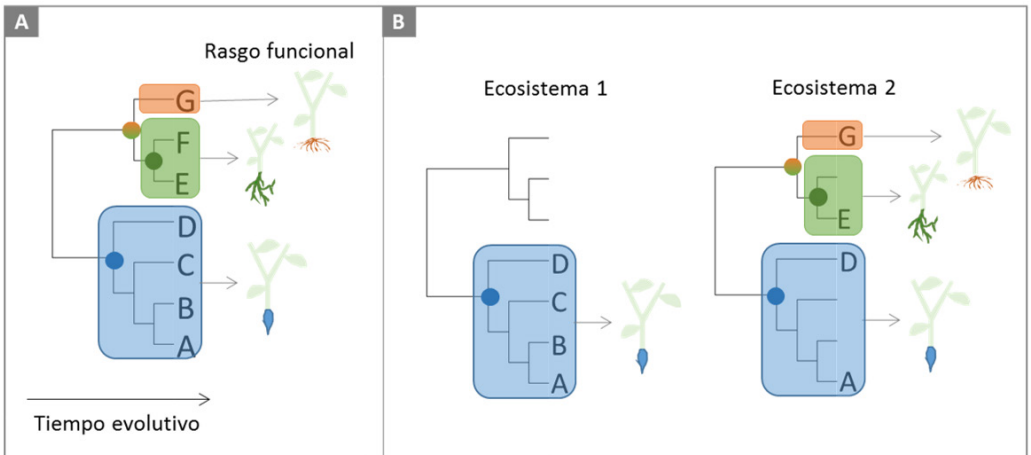 A
Rasgo funcional
G
F
E
D
C
B
A
Tiempo evolutivo
B
Ecosistema 1
D
C
B
A
Ecosistema 2
G
E
D
A